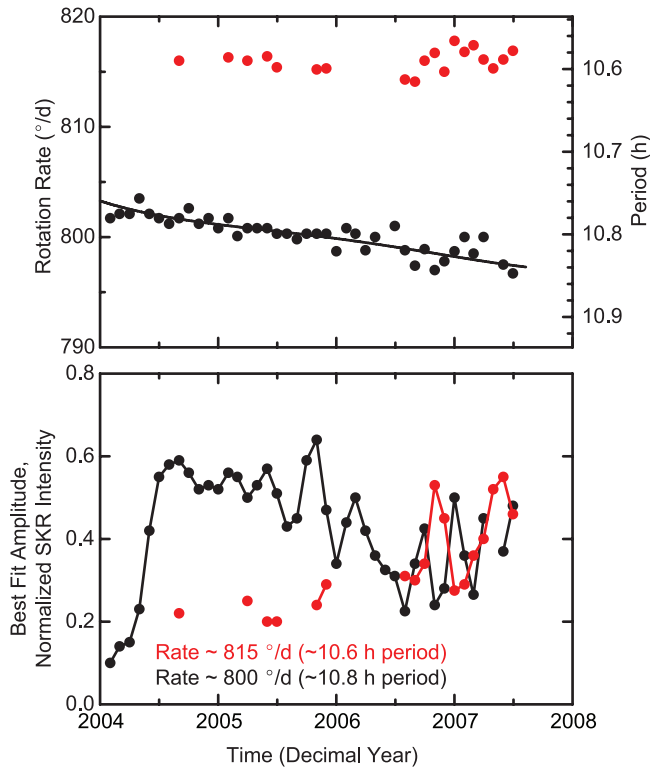 820
810
800
790
Rotation Rate (°/d)
10.6
10.7
10.8
10.9
Period (h)
0.8
0.6
0.4
0.2
0.0
Best Fit Amplitude,
Normalized SKR Intensity
Rate ~ 815 °/d (~10.6 h period)
Rate ~ 800 °/d (~10.8 h period)
2004 2005 2006 2007 2008
Time (Decimal Year)